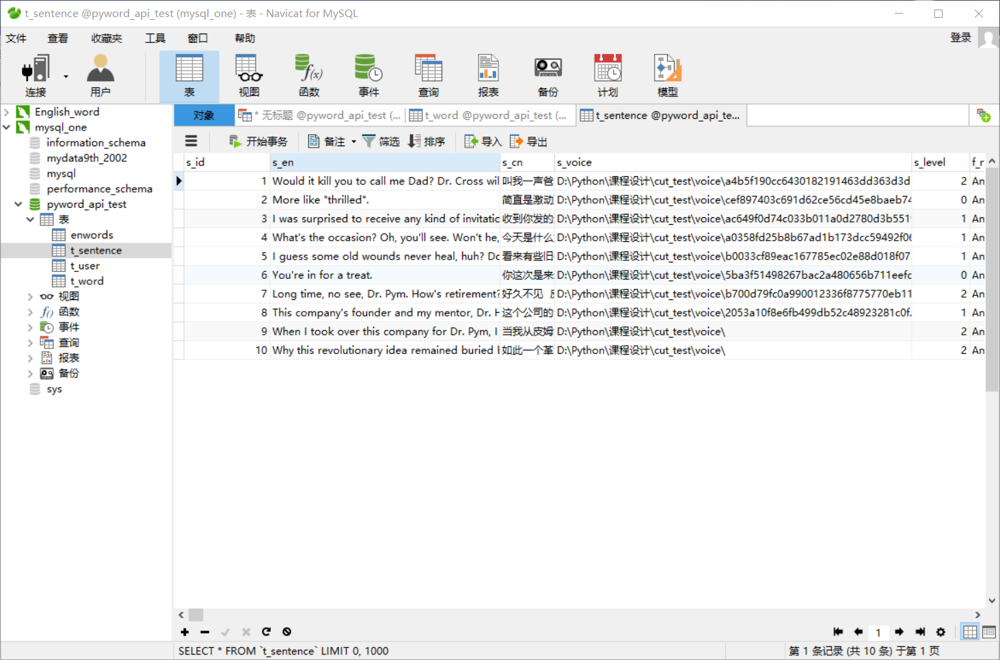 t_sentence @pyword_api_test (mysql_one) - 表 - Navicat for MySQL
文件 查看 收藏夹 工具 窗口 帮助 登录
连接 用户 表 视图 函数 事件 查询 报表 备份 计划 模型
English_word
mysql_one
information_schema
mydata9th_2002
mysql
performance_schema
pyword_api_test
表
enwords
t_sentence
t_user
t_word
视图
函数
事件
查询
报表
备份
sys
对象 * 无标题 @pyword_api_test (... t_word @pyword_api_test (... t_sentence @pyword_api_te...
开始事务 备注 筛选 排序 导入 导出
s_id s_en s_cn s_voice s_level f_r
1 Would it kill you to call me Dad? Dr. Cross wil 叫我一声爸 D:\Python\课程设计\cut_test\voice\a4b5f190cc6430182191463dd363d3d 2 An
2 More like "thrilled". 简直是激动 D:\Python\课程设计\cut_test\voice\cef897403c691d62ce56cd45e8baeb74 0 An
3 I was surprised to receive any kind of invitatic 收到你发的 D:\Python\课程设计\cut_test\voice\ac649f0d74c033b011a0d2780d3b551 1 An
4 What's the occasion? Oh, you'll see. Won't he, 今天是什么 D:\Python\课程设计\cut_test\voice\a0358fd25b8b67ad1b173dcc59492f06 1 An
5 I guess some old wounds never heal, huh? Dc 看来有些旧 D:\Python\课程设计\cut_test\voice\b0033cf89eac167785ec02e88d018f07 1 An
6 You're in for a treat. 你这次是来 D:\Python\课程设计\cut_test\voice\5ba3f51498267bac2a480656b711eefc 0 An
7 Long time, no see, Dr. Pym. How's retirement? 好久不见 D:\Python\课程设计\cut_test\voice\b700d79fc0a990012336f8775770eb11 2 An
8 This company's founder and my mentor, Dr. H 这个公司的 D:\Python\课程设计\cut_test\voice\2053a10f8e6fb499db52c48923281c0f. 1 An
9 When I took over this company for Dr. Pym, I 当我从皮姆 D:\Python\课程设计\cut_test\voice\ 2 An
10 Why this revolutionary idea remained buried 如此一个革 D:\Python\课程设计\cut_test\voice\ 2 An
1
SELECT * FROM `t_sentence` LIMIT 0, 1000 第 1 条记录 (共 10 条) 于第 1 页